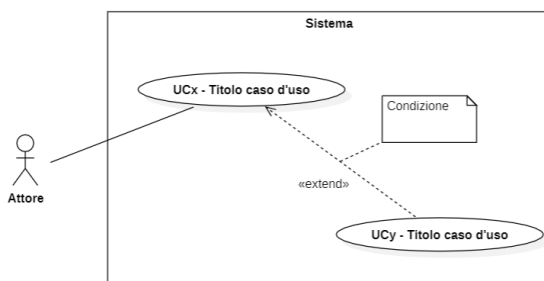 Sistema
UCx - Titolo caso d'uso
Condizione
Attore
«extend»
UCy - Titolo caso d'uso